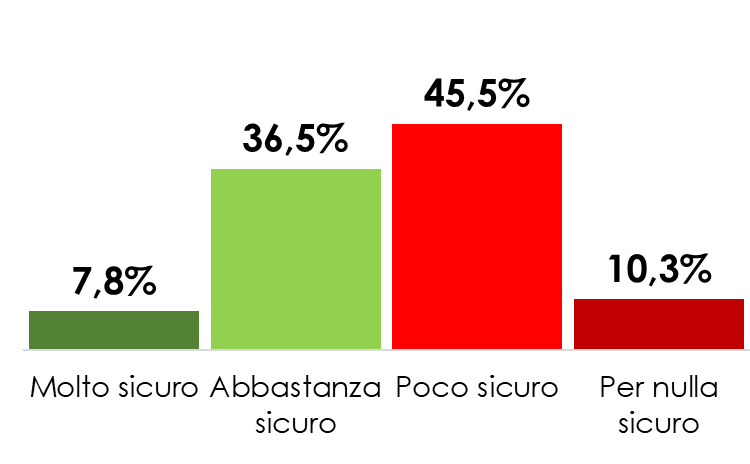 45,5%
36,5%
10,3%
7,8%
Molto sicuro Abbastanza sicuro Poco sicuro Per nulla sicuro